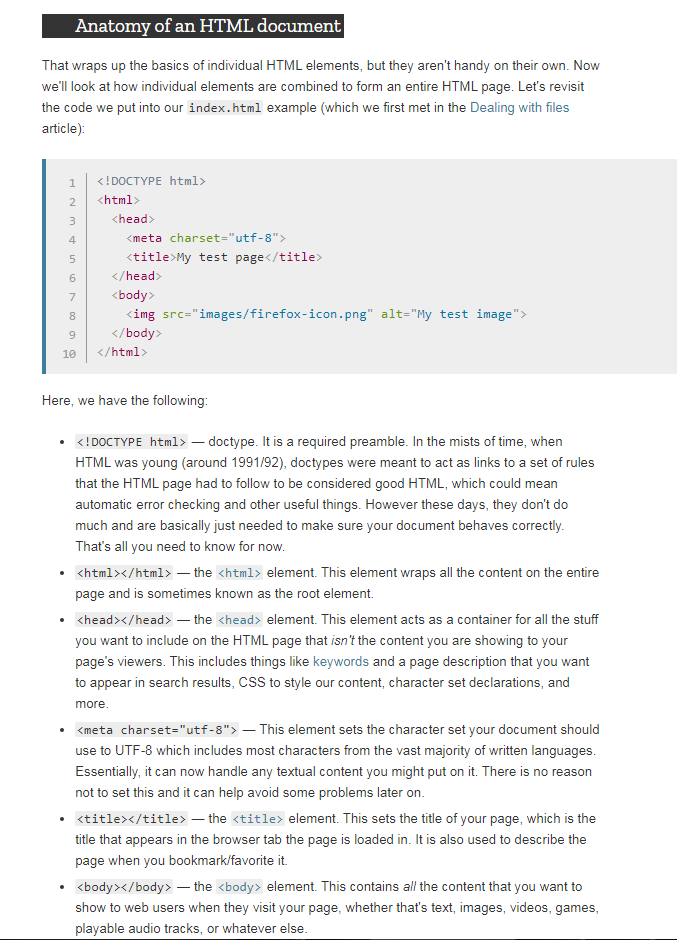 Anatomy of an HTML document
That wraps up the basics of individual HTML elements, but they aren't handy on their own. Now
we'll look at how individual elements are combined to form an entire HTML page. Let's revisit
the code we put into our index.html example (which we first met in the Dealing with files
article):
1 <!DOCTYPE html>
2 <html>
3 <head>
4 <meta charset="utf-8">
5 <title>My test page</title>
6 </head>
7 <body>
8 <img src="images/firefox-icon.png" alt="My test image">
9 </body>
10 </html>
Here, we have the following:
• <!DOCTYPE html> — doctype. It is a required preamble. In the mists of time, when
HTML was young (around 1991/92), doctypes were meant to act as links to a set of rules
that the HTML page had to follow to be considered good HTML, which could mean
automatic error checking and other useful things. However these days, they don't do
much and are basically just needed to make sure your document behaves correctly.
That's all you need to know for now.
• <html></html> — the <html> element. This element wraps all the content on the entire
page and is sometimes known as the root element.
• <head></head> — the <head> element. This element acts as a container for all the stuff
you want to include on the HTML page that isn't the content you are showing to your
page's viewers. This includes things like keywords and a page description that you want
to appear in search results, CSS to style our content, character set declarations, and
more.
• <meta charset="utf-8"> — This element sets the character set your document should
use to UTF-8 which includes most characters from the vast majority of written languages.
Essentially, it can now handle any textual content you might put on it. There is no reason
not to set this and it can help avoid some problems later on.
• <title></title> — the <title> element. This sets the title of your page, which is the
title that appears in the browser tab the page is loaded in. It is also used to describe the
page when you bookmark/favorite it.
• <body></body> — the <body> element. This contains all the content that you want to
show to web users when they visit your page, whether that's text, images, videos, games,
playable audio tracks, or whatever else.